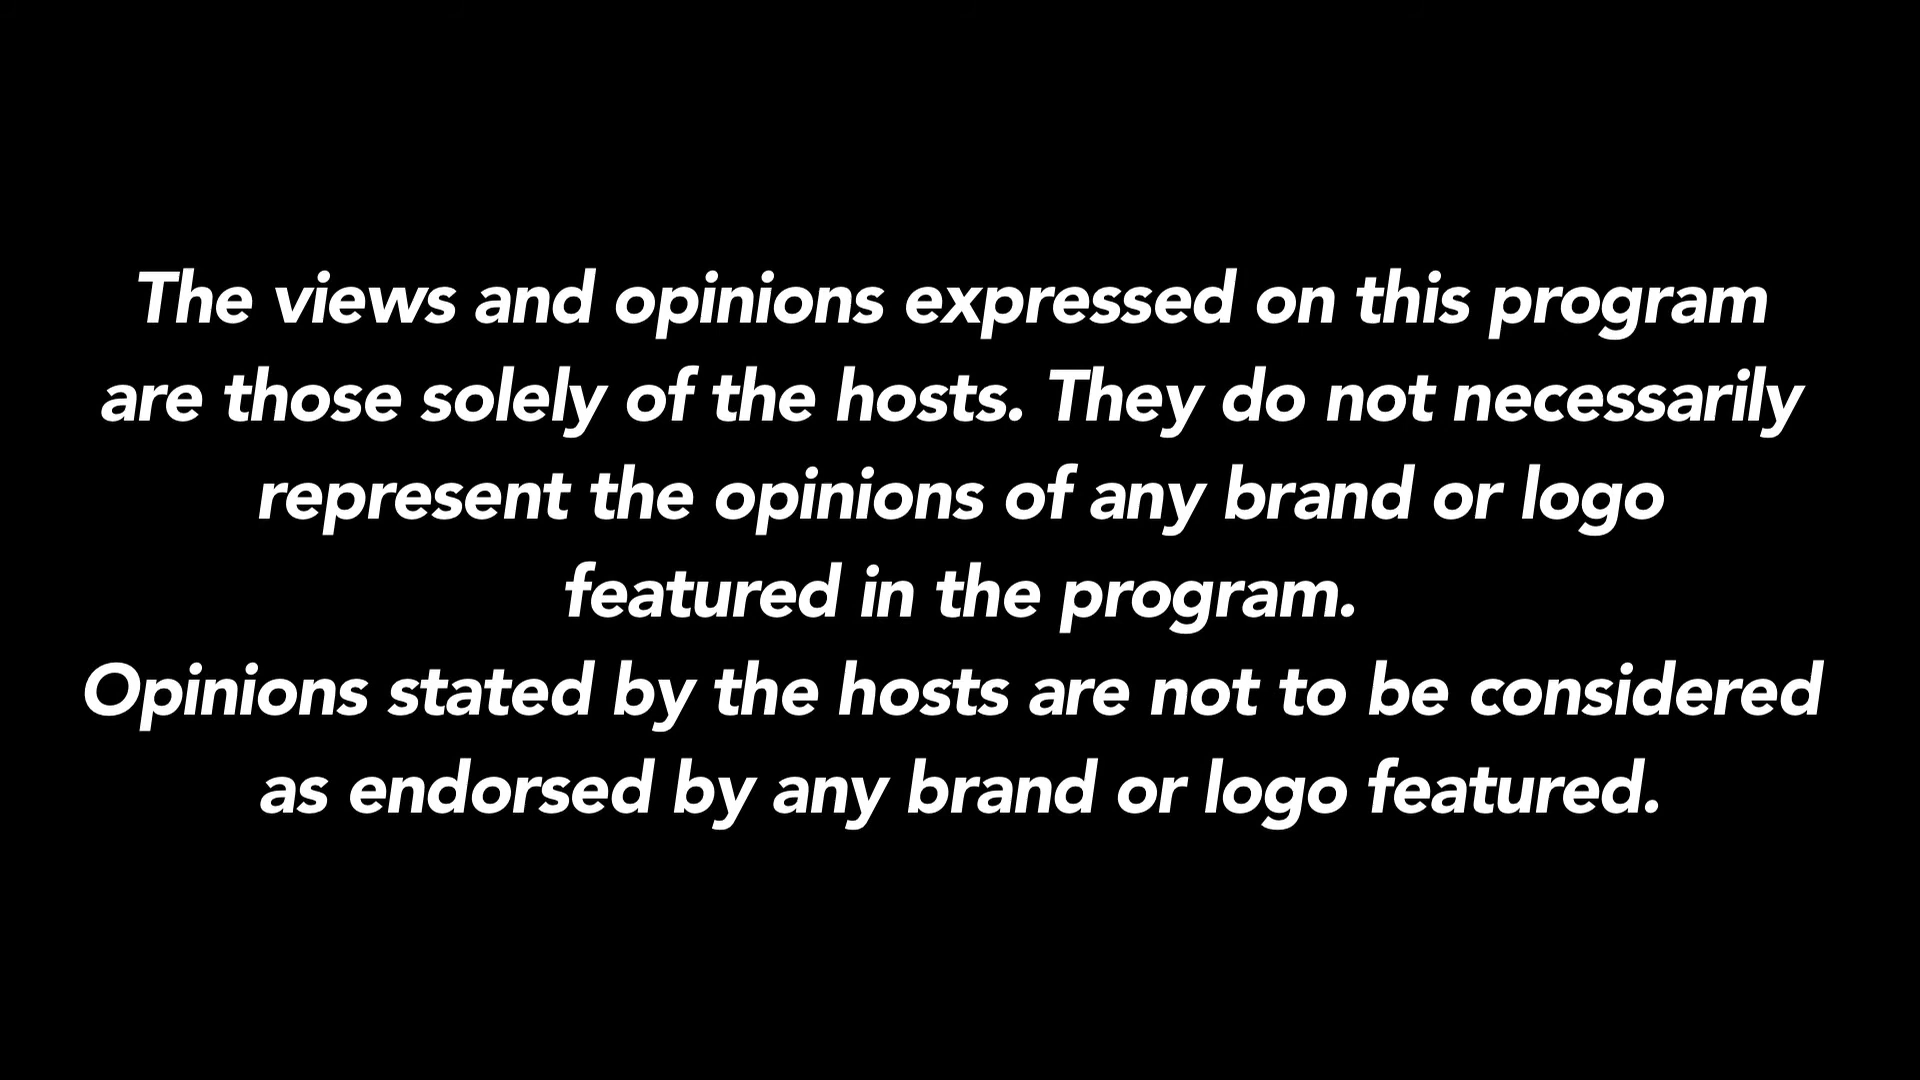 The views and opinions expressed on this program
are those solely of the hosts. They do not necessarily
represent the opinions of any brand or logo
featured in the program.
Opinions stated by the hosts are not to be considered
as endorsed by any brand or logo featured.